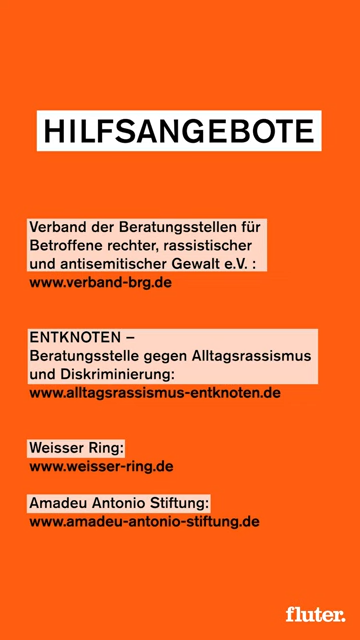 HILFSANGEBOTE
Verband der Beratungsstellen für
Betroffene rechter, rassistischer
und antisemitischer Gewalt e.V. :
www.verband-brg.de
ENTKNOTEN –
Beratungsstelle gegen Alltagsrassismus
und Diskriminierung:
www.alltagsrassismus-entknoten.de
Weisser Ring:
www.weisser-ring.de
Amadeu Antonio Stiftung:
www.amadeu-antonio-stiftung.de
fluter.